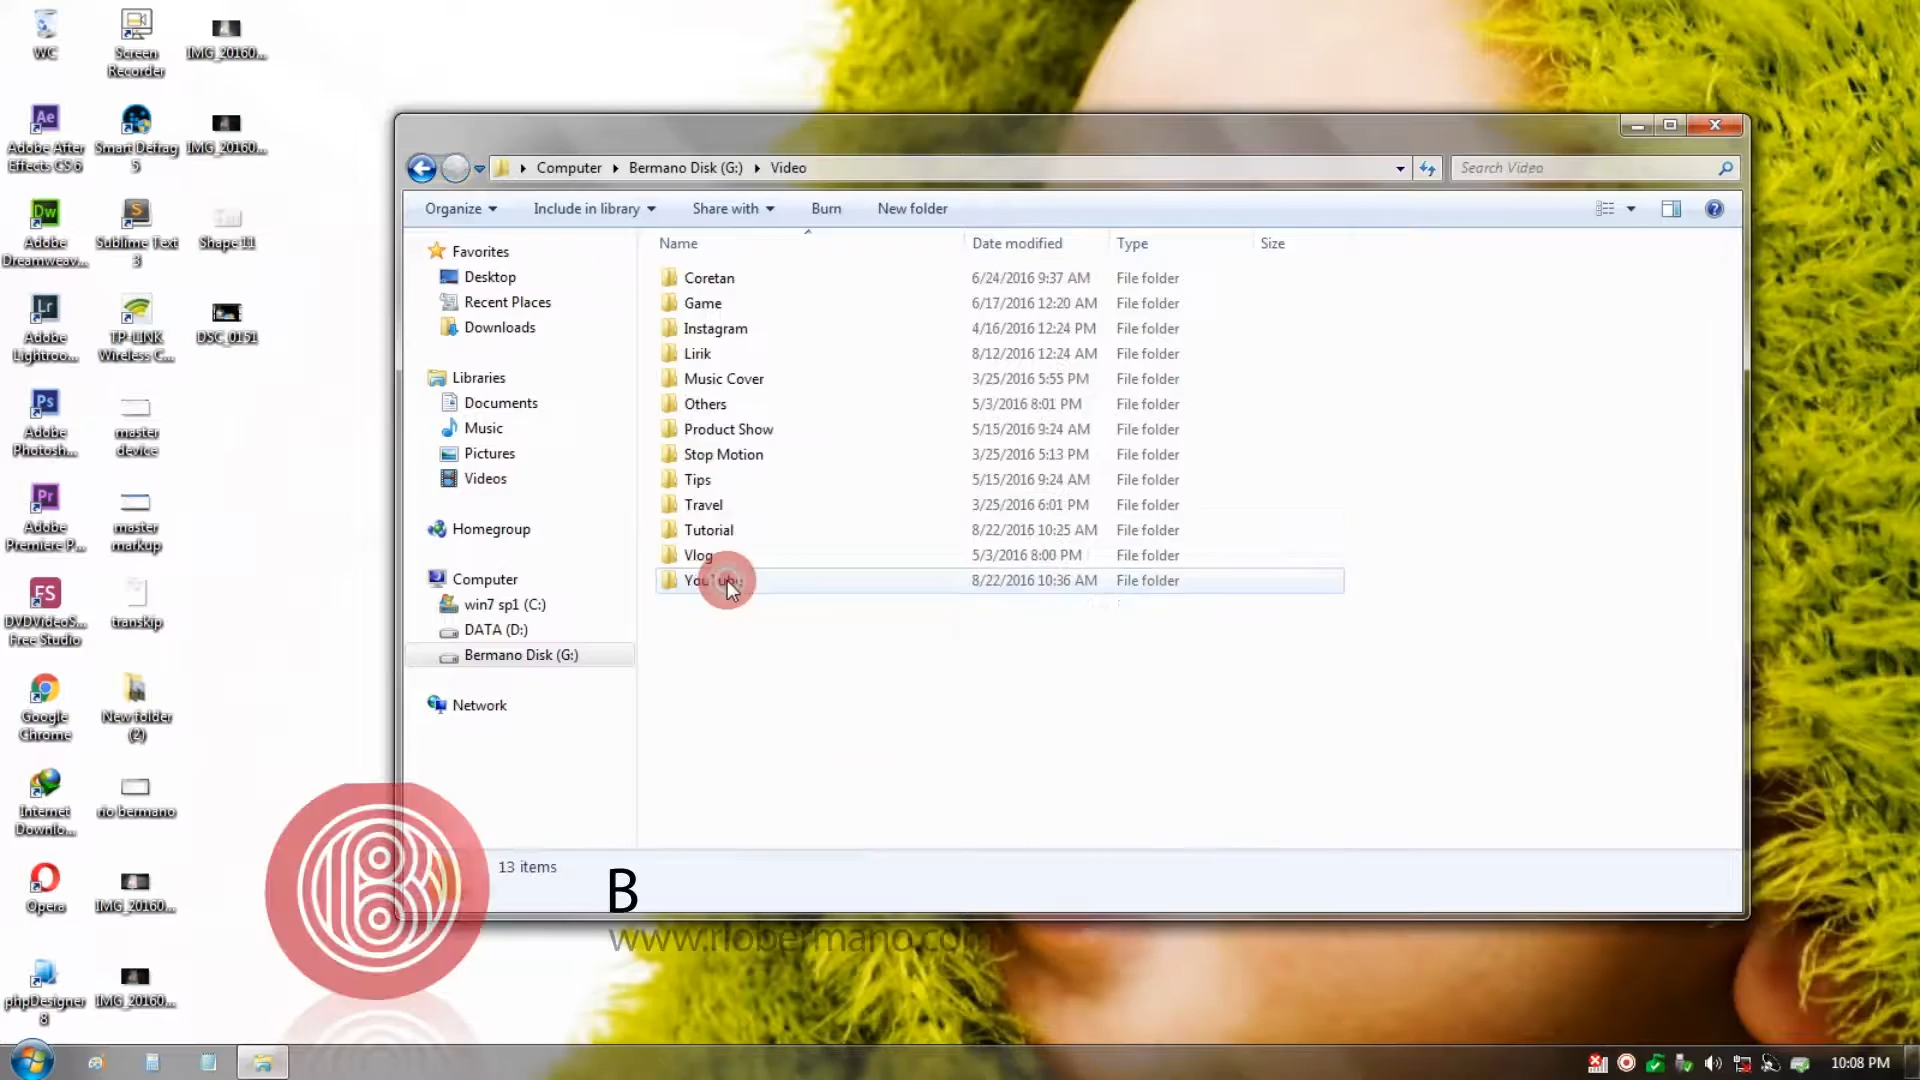 WC
Screen
Recorder
IMG_20160...
Adobe After
Effects CS6
Smart Defrag
5
IMG_20160...
Adobe
Dreamweav...
Sublime Text
3
Shape 11
Adobe
Lightroo...
TP-LINK
Wireless C...
DSC_0151
Adobe
Photosh...
master
device
Adobe
Premiere P...
master
markup
DVDVideoS...
Free Studio
transkip
Google
Chrome
New folder
(2)
Internet
Downlo...
rio bermano
Opera
IMG_20160...
phpDesigner
8
IMG_20160...
Computer Bermano Disk (G:) Video
Search Video
Organize Include in library Share with Burn New folder
Favorites
Desktop
Recent Places
Downloads
Libraries
Documents
Music
Pictures
Videos
Homegroup
Computer
win7 sp1 (C:)
DATA (D:)
Bermano Disk (G:)
Network
Name Date modified Type Size
Coretan 6/24/2016 9:37 AM File folder
Game 6/17/2016 12:20 AM File folder
Instagram 4/16/2016 12:24 PM File folder
Lirik 8/12/2016 12:24 AM File folder
Music Cover 3/25/2016 5:55 PM File folder
Others 5/3/2016 8:01 PM File folder
Product Show 5/15/2016 9:24 AM File folder
Stop Motion 3/25/2016 5:13 PM File folder
Tips 5/15/2016 9:24 AM File folder
Travel 3/25/2016 6:01 PM File folder
Tutorial 8/22/2016 10:25 AM File folder
Vlog 5/3/2016 8:00 PM File folder
YouTube 8/22/2016 10:36 AM File folder
13 items
B
www.riobermano.com
10:08 PM